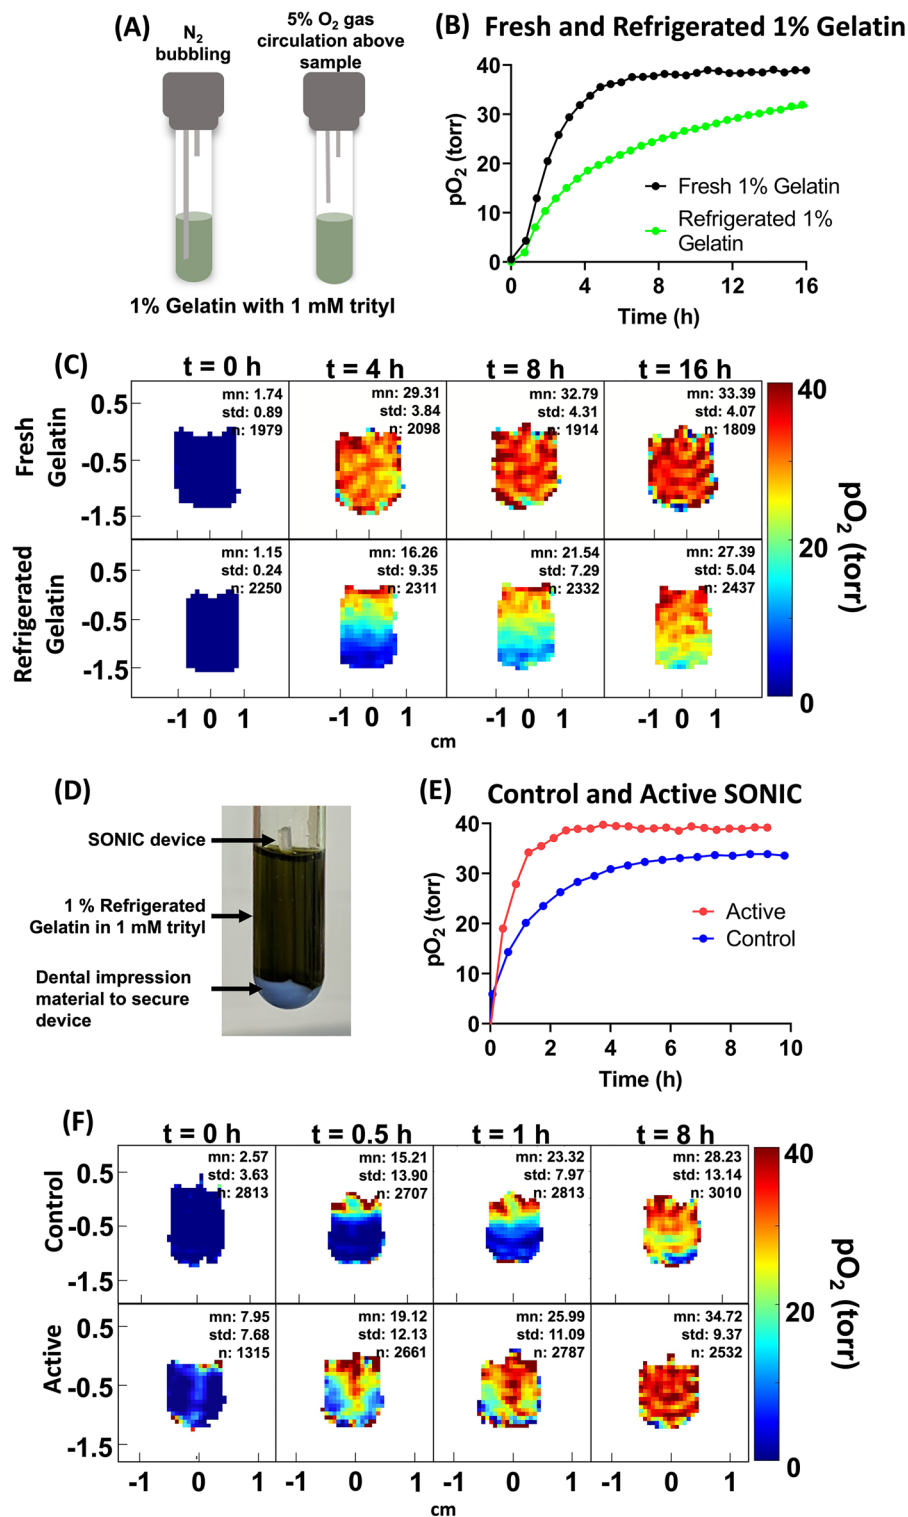 (A)
N2
bubbling
5% O2 gas
circulation above
sample
1% Gelatin with 1 mM trityl
(B) Fresh and Refrigerated 1% Gelatin
pO2 (torr)
40
30
20
10
0
Fresh 1% Gelatin
Refrigerated 1%
Gelatin
0 4 8 12 16
Time (h)
(C)
t = 0 h t = 4 h t = 8 h t = 16 h
Fresh
Gelatin
0.5
-0.5
-1.5
mn: 1.74
std: 0.89
n: 1979
mn: 29.31
std: 3.84
n: 2098
mn: 32.79
std: 4.31
n: 1914
mn: 33.39
std: 4.07
n: 1809
Refrigerated
Gelatin
0.5
-0.5
-1.5
mn: 1.15
std: 0.24
n: 2250
mn: 16.26
std: 9.35
n: 2311
mn: 21.54
std: 7.29
n: 2332
mn: 27.39
std: 5.04
n: 2437
-1 0 1 -1 0 1 -1 0 1
cm
40
20
0
pO2 (torr)
(D)
SONIC device
1 % Refrigerated
Gelatin in 1 mM trityl
Dental impression
material to secure
device
(E) Control and Active SONIC
pO2 (torr)
40
30
20
10
0
Active
Control
0 2 4 6 8 10
Time (h)
(F)
t = 0 h t = 0.5 h t = 1 h t = 8 h
Control
0.5
-0.5
-1.5
mn: 2.57
std: 3.63
n: 2813
mn: 15.21
std: 13.90
n: 2707
mn: 23.32
std: 7.97
n: 2813
mn: 28.23
std: 13.14
n: 3010
Active
0.5
-0.5
-1.5
mn: 7.95
std: 7.68
n: 1315
mn: 19.12
std: 12.13
n: 2661
mn: 25.99
std: 11.09
n: 2787
mn: 34.72
std: 9.37
n: 2532
-1 0 1 -1 0 1 -1 0 1
cm
40
20
0
pO2 (torr)